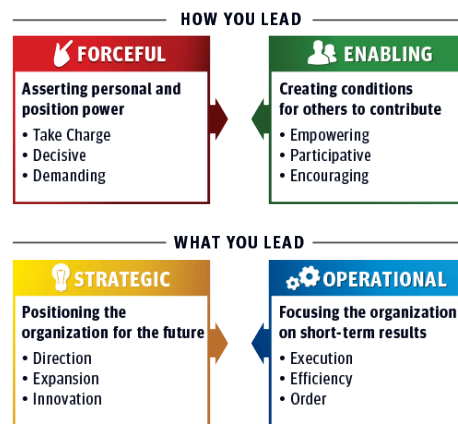 HOW YOU LEAD
FORCEFUL
Asserting personal and
position power
• Take Charge
• Decisive
• Demanding
ENABLING
Creating conditions
for others to contribute
• Empowering
• Participative
• Encouraging
WHAT YOU LEAD
STRATEGIC
Positioning the
organization for the future
• Direction
• Expansion
• Innovation
OPERATIONAL
Focusing the organization
on short-term results
• Execution
• Efficiency
• Order